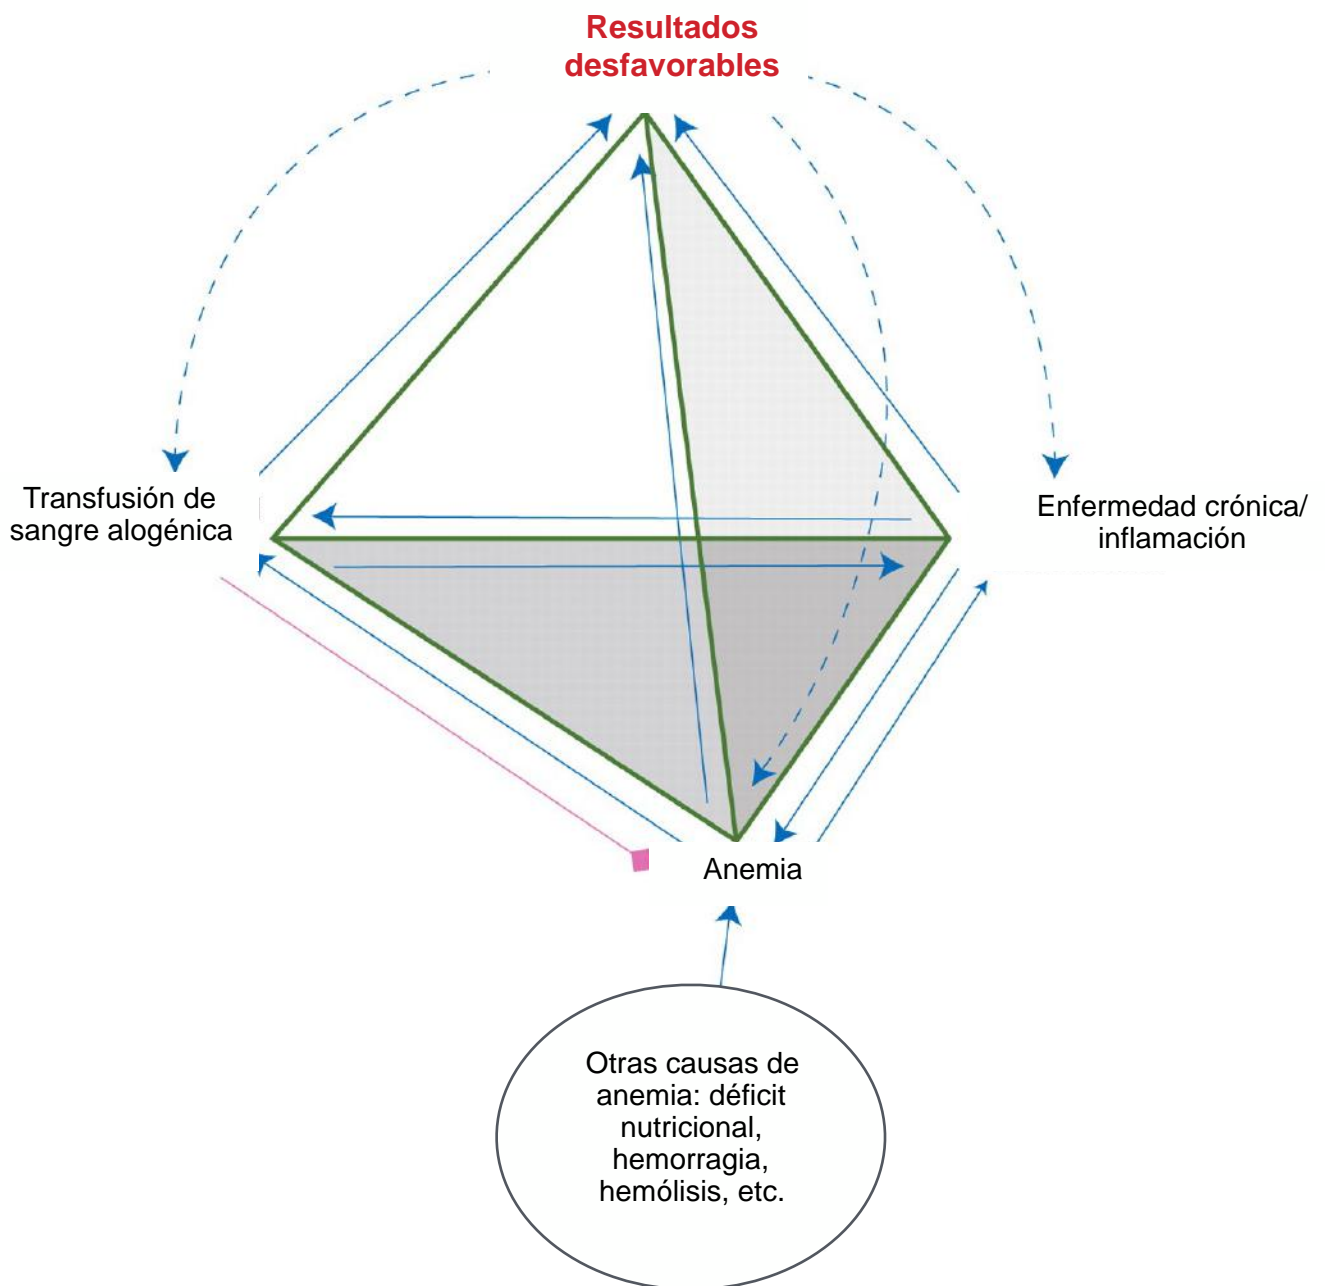 Resultados
desfavorables
Transfusión de
sangre alogénica
Enfermedad crónica/
inflamación
Anemia
Otras causas de
anemia: déficit
nutricional,
hemorragia,
hemólisis, etc.